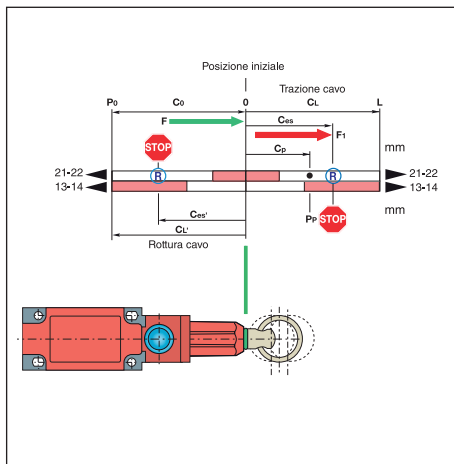 Posizione iniziale
Trazione cavo
P0 C0 0 CL L
F Ces
F1
STOP Cp mm
21-22 R R 21-22
13-14 13-14
Ces' PP STOP mm
CL'
Rottura cavo